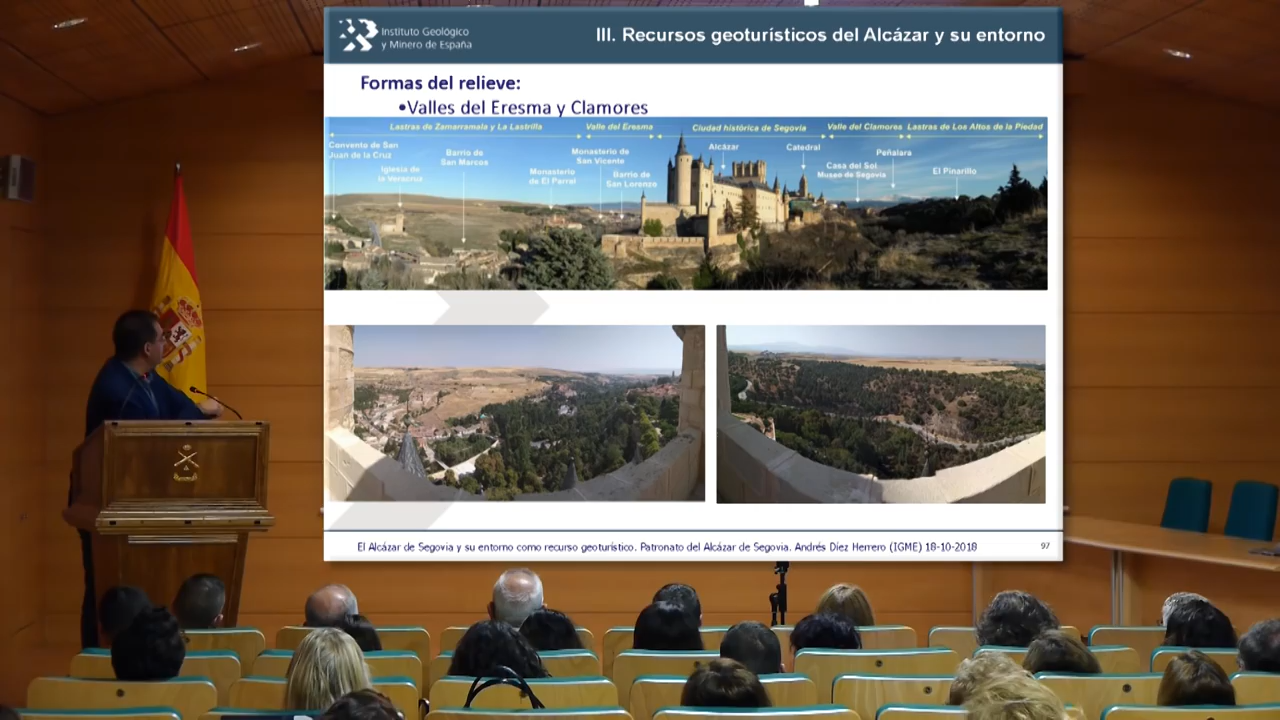 Instituto Geológico
y Minero de España
III. Recursos geoturísticos del Alcázar y su entorno
Formas del relieve:
•Valles del Eresma y Clamores
Lastras de Zamarramala y La Lastrilla
Valle del Eresma
Ciudad histórica de Segovia
Valle del Clamores
Lastras de Los Altos de la Piedad
Convento de San
Juan de la Cruz
Iglesia de
la Veracruz
Barrio de
San Marcos
Monasterio
de El Parral
Monasterio de
San Vicente
Barrio de
San Lorenzo
Alcázar
Catedral
Casa del Sol
Museo de Segovia
Peñalara
El Pinarillo
El Alcázar de Segovia y su entorno como recurso geoturístico. Patronato del Alcázar de Segovia. Andrés Díez Herrero (IGME) 18-10-2018
97